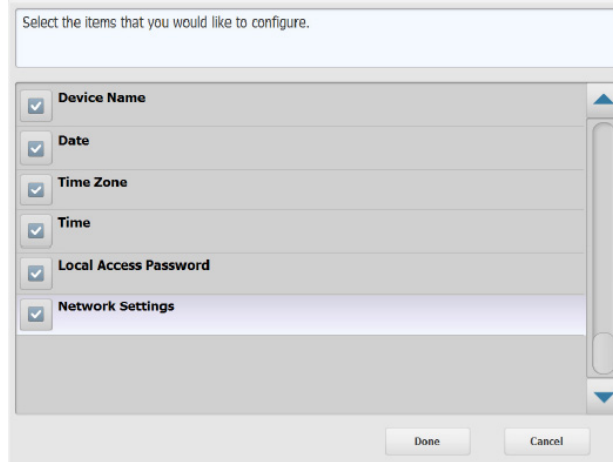 Select the items that you would like to configure.
Device Name
Date
Time Zone
Time
Local Access Password
Network Settings
Done
Cancel